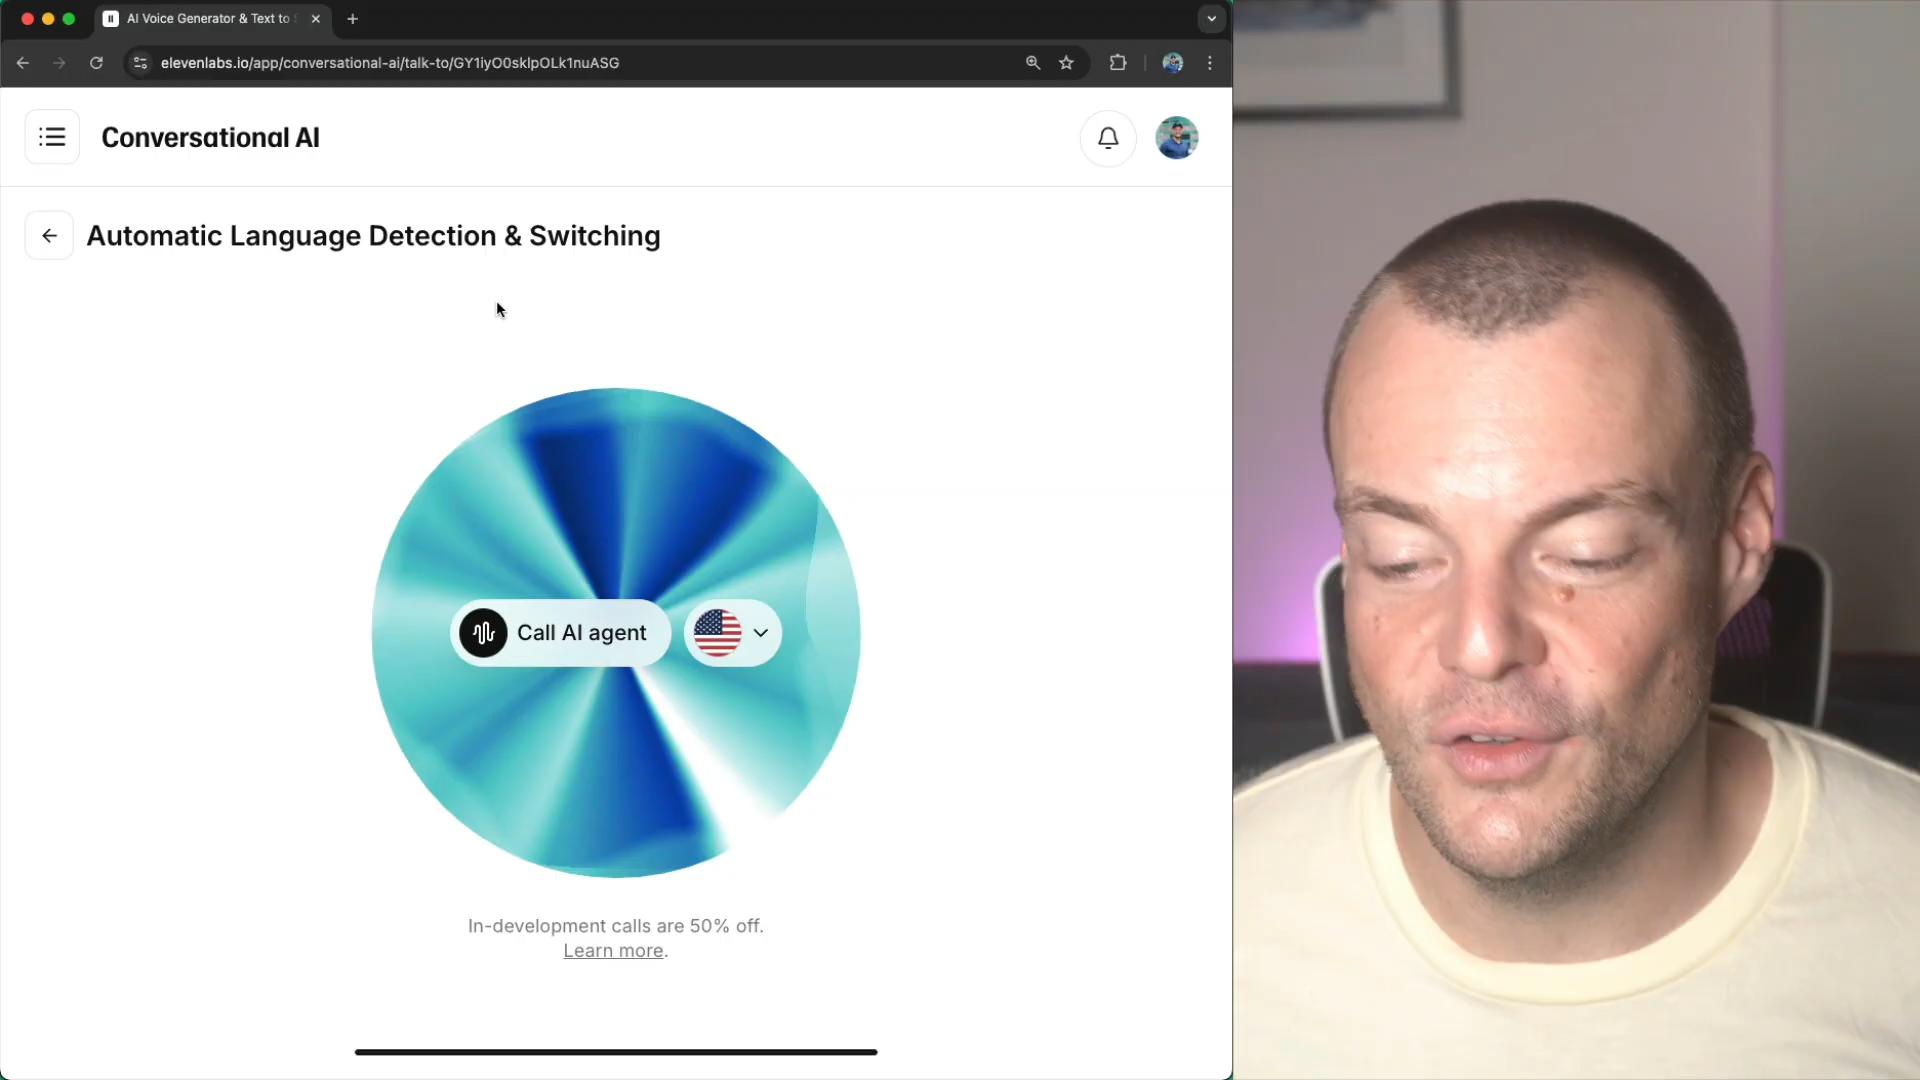 AI Voice Generator & Text to
elevenlabs.io/app/conversational-ai/talk-to/GY1iyO0sklpOLk1nuASG
Conversational AI
Automatic Language Detection & Switching
Call AI agent
In-development calls are 50% off.
Learn more.